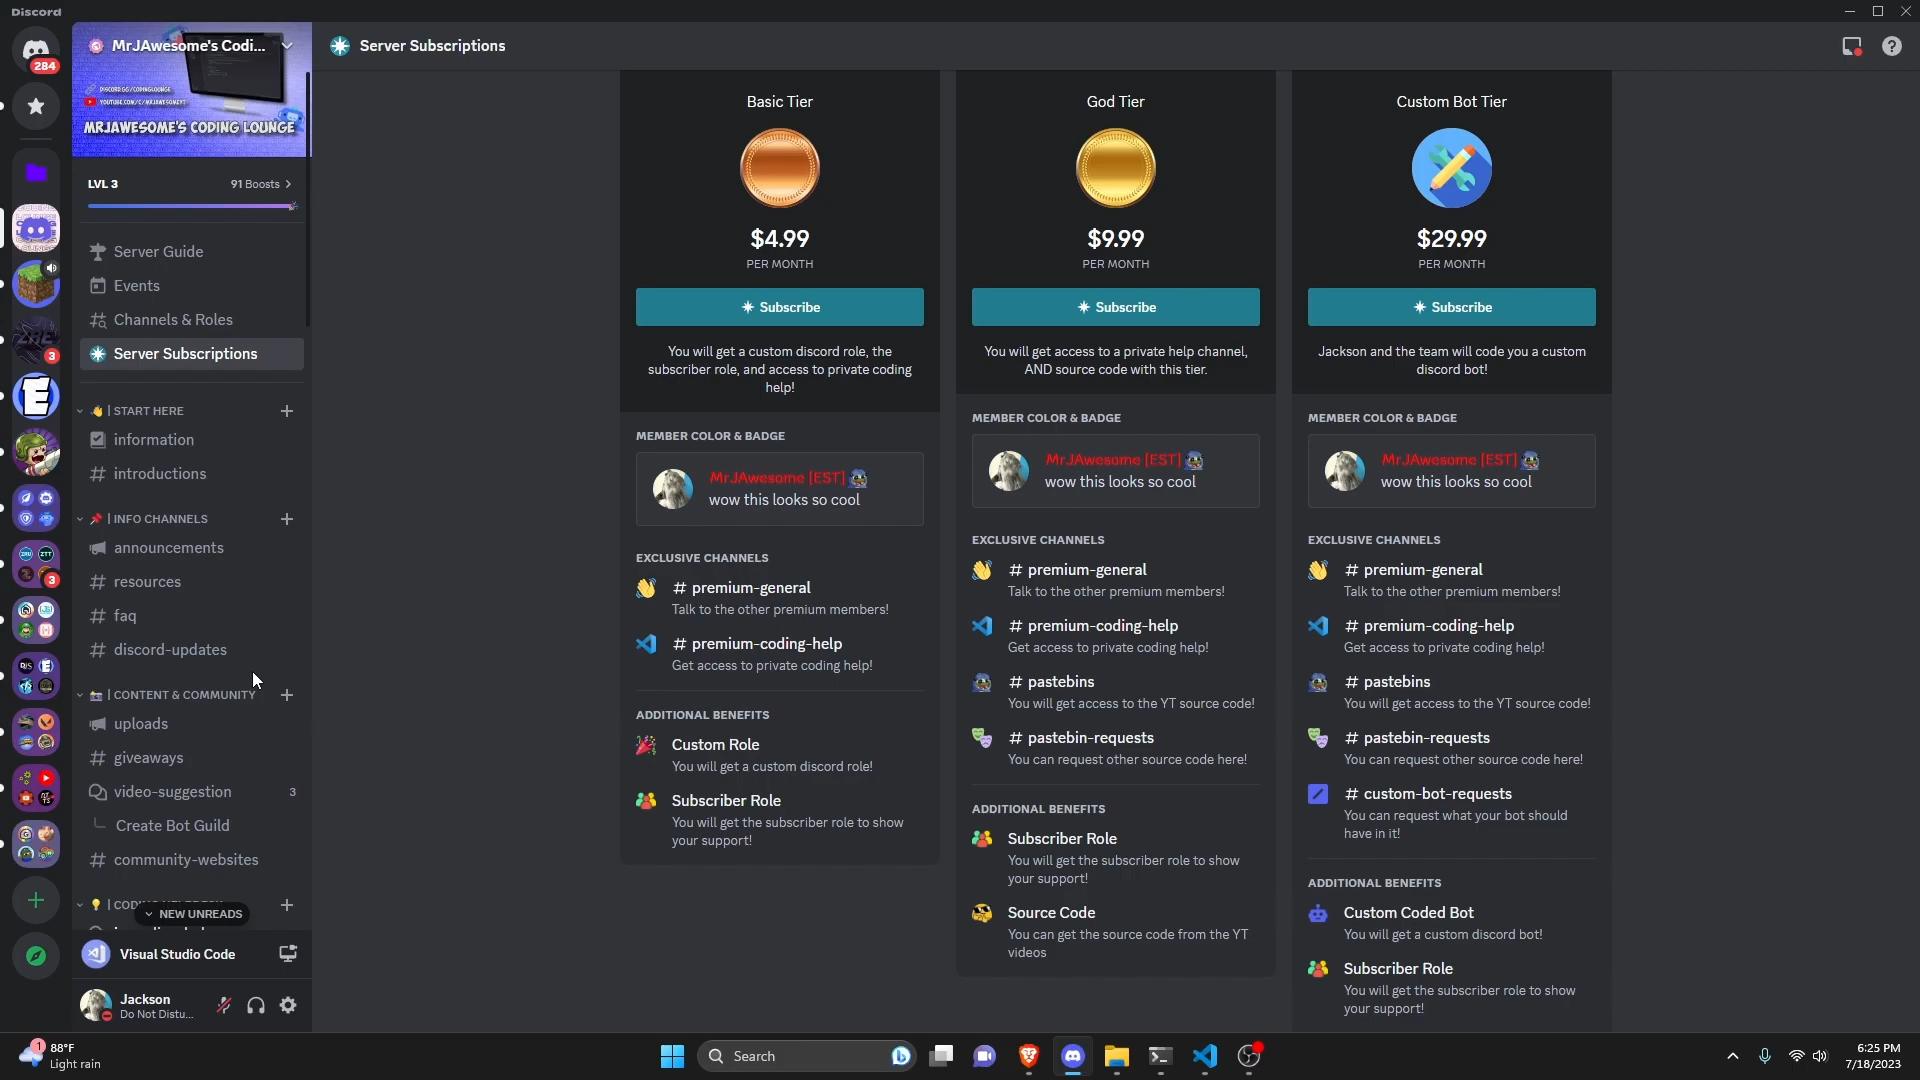 Discord
284
MrJAwesome's Codi...
DISCORD.GG/CODINGLOUNGE
YOUTUBE.COM/C/MRJAWESOMEYT
MRJAWESOME'S CODING LOUNGE
LVL 3
91 Boosts
Server Guide
Events
Channels & Roles
Server Subscriptions
| START HERE
information
introductions
| INFO CHANNELS
announcements
resources
faq
discord-updates
| CONTENT & COMMUNITY
uploads
giveaways
video-suggestion 3
Create Bot Guild
community-websites
NEW UNREADS
Visual Studio Code
Jackson
Do Not Distu...
3
3
Server Subscriptions
Basic Tier
$4.99
PER MONTH
Subscribe
You will get a custom discord role, the
subscriber role, and access to private coding
help!
MEMBER COLOR & BADGE
MrJAwesome [EST]
wow this looks so cool
EXCLUSIVE CHANNELS
# premium-general
Talk to the other premium members!
# premium-coding-help
Get access to private coding help!
ADDITIONAL BENEFITS
Custom Role
You will get a custom discord role!
Subscriber Role
You will get the subscriber role to show
your support!
God Tier
$9.99
PER MONTH
Subscribe
You will get access to a private help channel,
AND source code with this tier.
MEMBER COLOR & BADGE
MrJAwesome [EST]
wow this looks so cool
EXCLUSIVE CHANNELS
# premium-general
Talk to the other premium members!
# premium-coding-help
Get access to private coding help!
# pastebins
You will get access to the YT source code!
# pastebin-requests
You can request other source code here!
ADDITIONAL BENEFITS
Subscriber Role
You will get the subscriber role to show
your support!
Source Code
You can get the source code from the YT
videos
Custom Bot Tier
$29.99
PER MONTH
Subscribe
Jackson and the team will code you a custom
discord bot!
MEMBER COLOR & BADGE
MrJAwesome [EST]
wow this looks so cool
EXCLUSIVE CHANNELS
# premium-general
Talk to the other premium members!
# premium-coding-help
Get access to private coding help!
# pastebins
You will get access to the YT source code!
# pastebin-requests
You can request other source code here!
# custom-bot-requests
You can request what your bot should
have in it!
ADDITIONAL BENEFITS
Custom Coded Bot
You will get a custom discord bot!
Subscriber Role
You will get the subscriber role to show
your support!
1
88°F
Light rain
Search
6:25 PM
7/18/2023